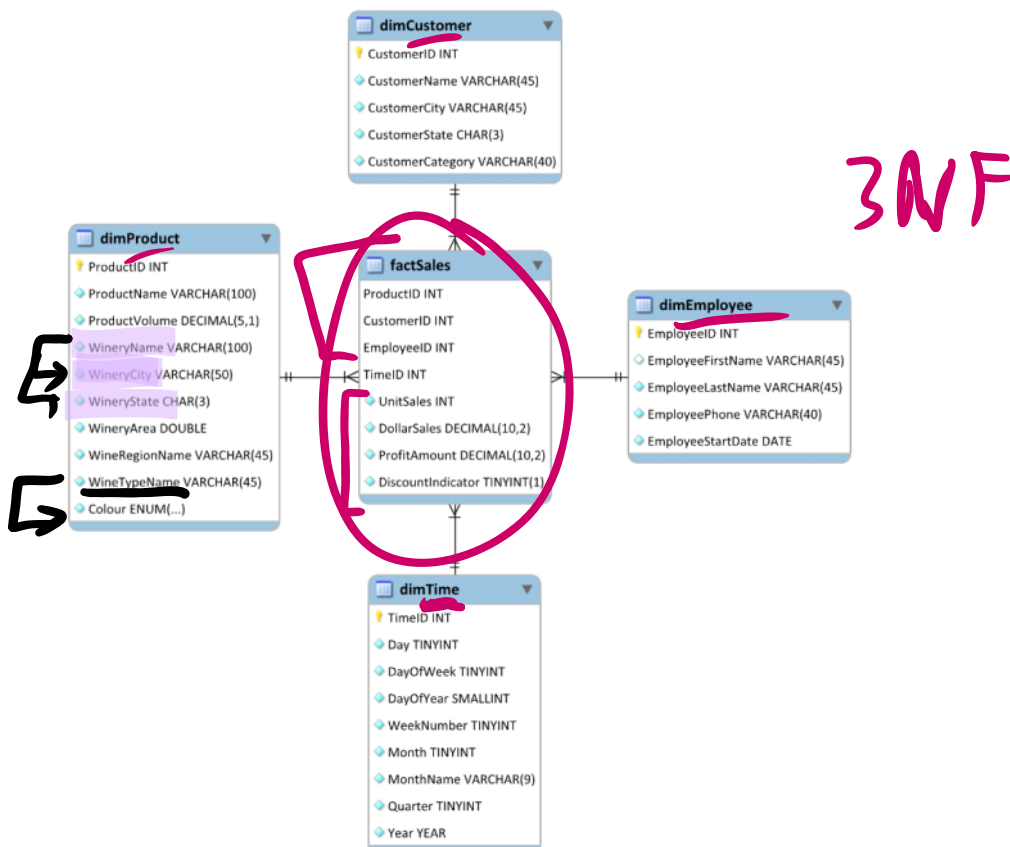 dimCustomer
CustomerID INT
CustomerName VARCHAR(45)
CustomerCity VARCHAR(45)
CustomerState CHAR(3)
CustomerCategory VARCHAR(40)
3NF
dimProduct
ProductID INT
ProductName VARCHAR(100)
ProductVolume DECIMAL(5,1)
WineryName VARCHAR(100)
WineryCity VARCHAR(50)
WineryState CHAR(3)
WineryArea DOUBLE
WineRegionName VARCHAR(45)
WineTypeName VARCHAR(45)
Colour ENUM(...)
factSales
ProductID INT
CustomerID INT
EmployeeID INT
TimeID INT
UnitSales INT
DollarSales DECIMAL(10,2)
ProfitAmount DECIMAL(10,2)
DiscountIndicator TINYINT(1)
dimEmployee
EmployeeID INT
EmployeeFirstName VARCHAR(45)
EmployeeLastName VARCHAR(45)
EmployeePhone VARCHAR(40)
EmployeeStartDate DATE
dimTime
TimeID INT
Day TINYINT
DayOfWeek TINYINT
DayOfYear SMALLINT
WeekNumber TINYINT
Month TINYINT
MonthName VARCHAR(9)
Quarter TINYINT
Year YEAR